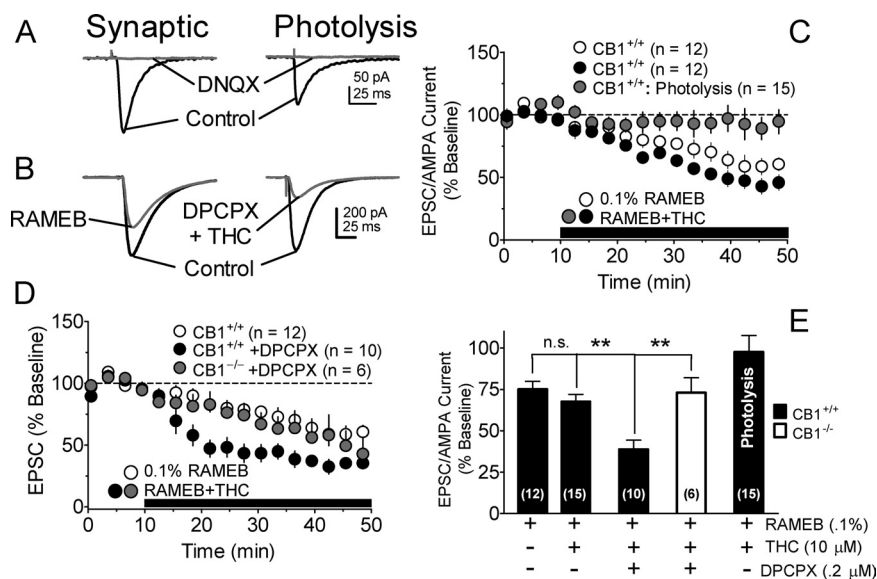 A
Synaptic
Photolysis
DNQX
Control
50 pA
25 ms
B
RAMEB
DPCPX
+ THC
Control
200 pA
25 ms
C
CB1+/+ (n = 12)
CB1+/+ (n = 12)
CB1+/+: Photolysis (n = 15)
EPSC/AMPA Current
(% Baseline)
150
100
50
0
0.1% RAMEB
RAMEB+THC
0 10 20 30 40 50
Time (min)
D
CB1+/+ (n = 12)
CB1+/+ +DPCPX (n = 10)
CB1−/− +DPCPX (n = 6)
EPSC (% Baseline)
150
100
50
0
0.1% RAMEB
RAMEB+THC
0 10 20 30 40 50
Time (min)
E
EPSC/AMPA Current
(% Baseline)
100
75
50
25
0
n.s. ** **
Photolysis
CB1+/+
CB1−/−
(12) (15) (10) (6) (15)
+ + + + + RAMEB (.1%)
- + + + + THC (10 µM)
- - + + - DPCPX (.2 µM)